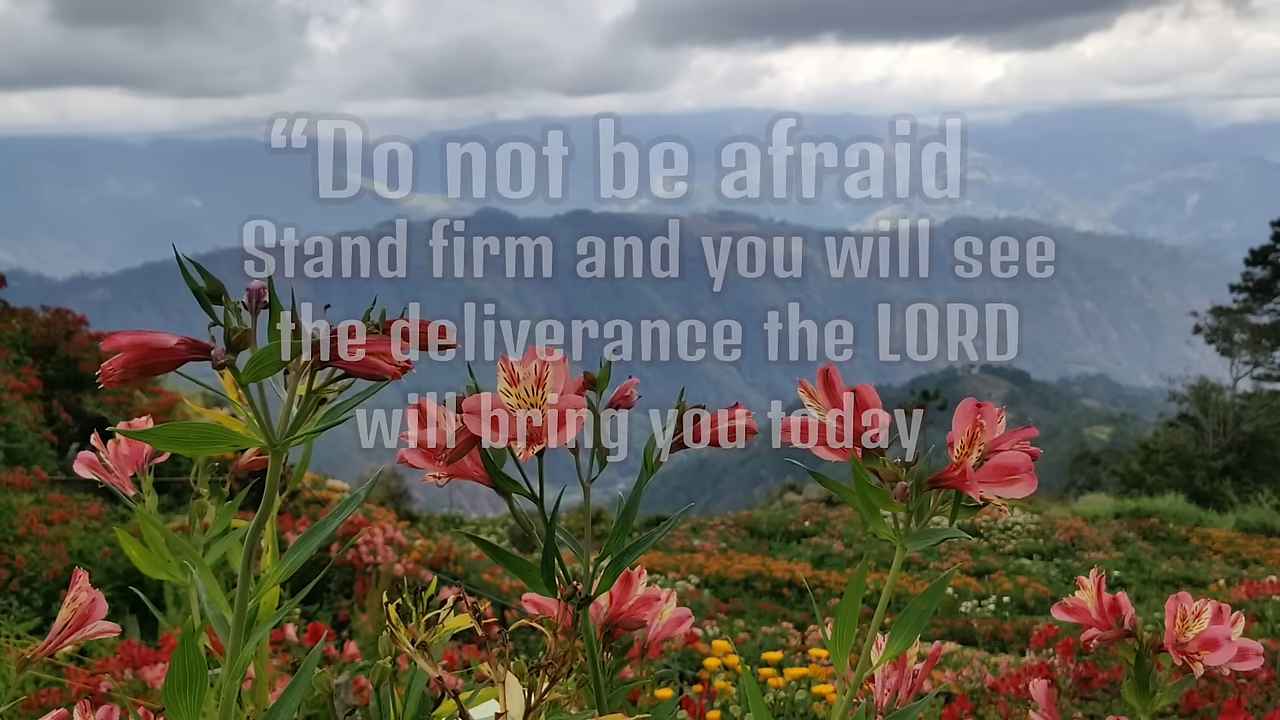 “Do not be afraid
Stand firm and you will see
the deliverance the LORD
will bring you today